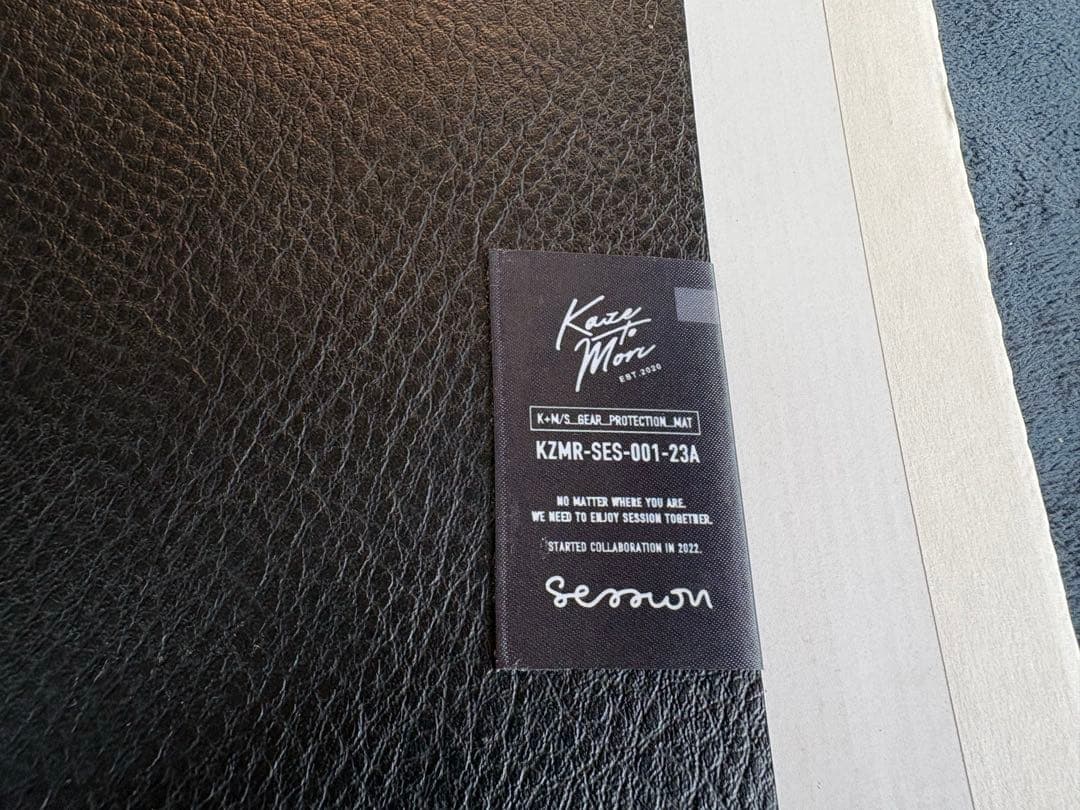 Kaze
to
Mori
EST.2020
K+M/S_GEAR_PROTECTION_MAT
KZMR-SES-001-23A
NO MATTER WHERE YOU ARE.
WE NEED TO ENJOY SESSION TOGETHER.
STARTED COLLABORATION IN 2022.
session